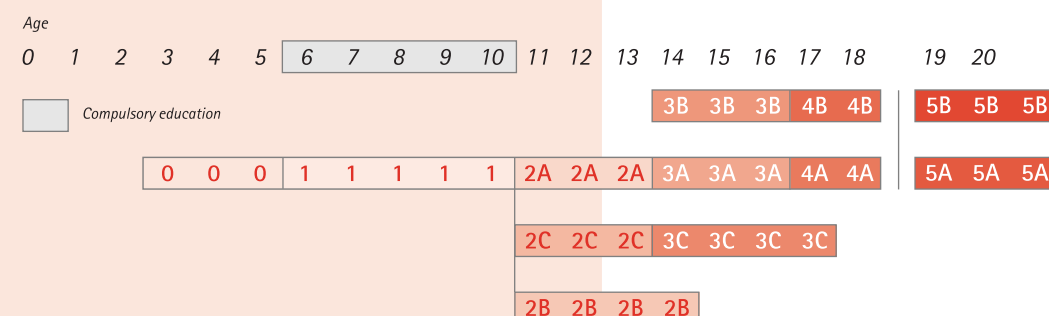 Age
0 1 2 3 4 5 6 7 8 9 10 11 12 13 14 15 16 17 18 19 20
3B 3B 3B 4B 4B 5B 5B 5B
Compulsory education
0 0 0 1 1 1 1 1 2A 2A 2A 3A 3A 3A 4A 4A 5A 5A 5A
2C 2C 2C 3C 3C 3C 3C
2B 2B 2B 2B